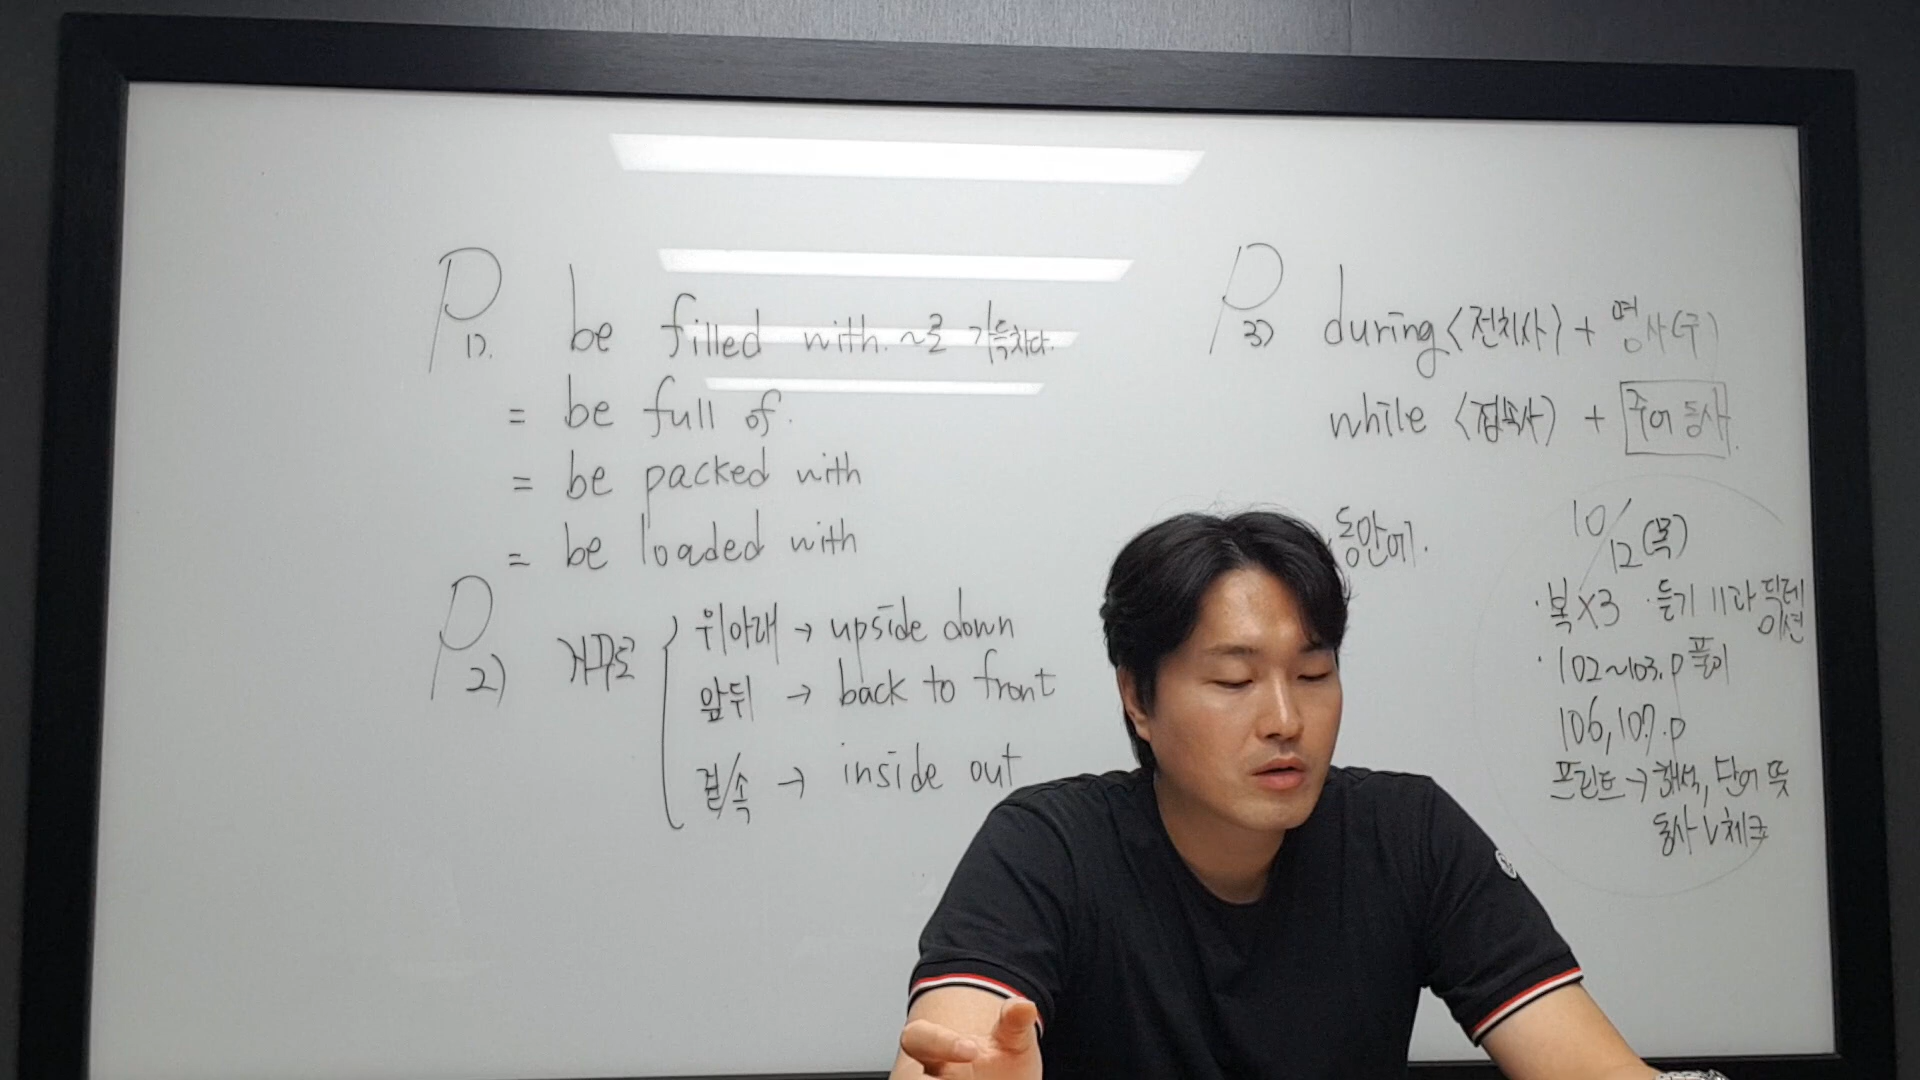 P 1). be filled with. ~로 가득차다.
= be full of.
= be packed with
= be loaded with
P 2) 거꾸로
위아래 → upside down
앞뒤 → back to front
겉/속 → inside out
P 3) during <전치사> + 명사(구)
while <접속사> + 주어 동사.
동안에.
10/12 (목)
· 복 X3 · 듣기 11과 딕테이션
· 102~103.p 풀이
106, 107.p
프린트 → 해석, 단어 뜻
동사 V 체크